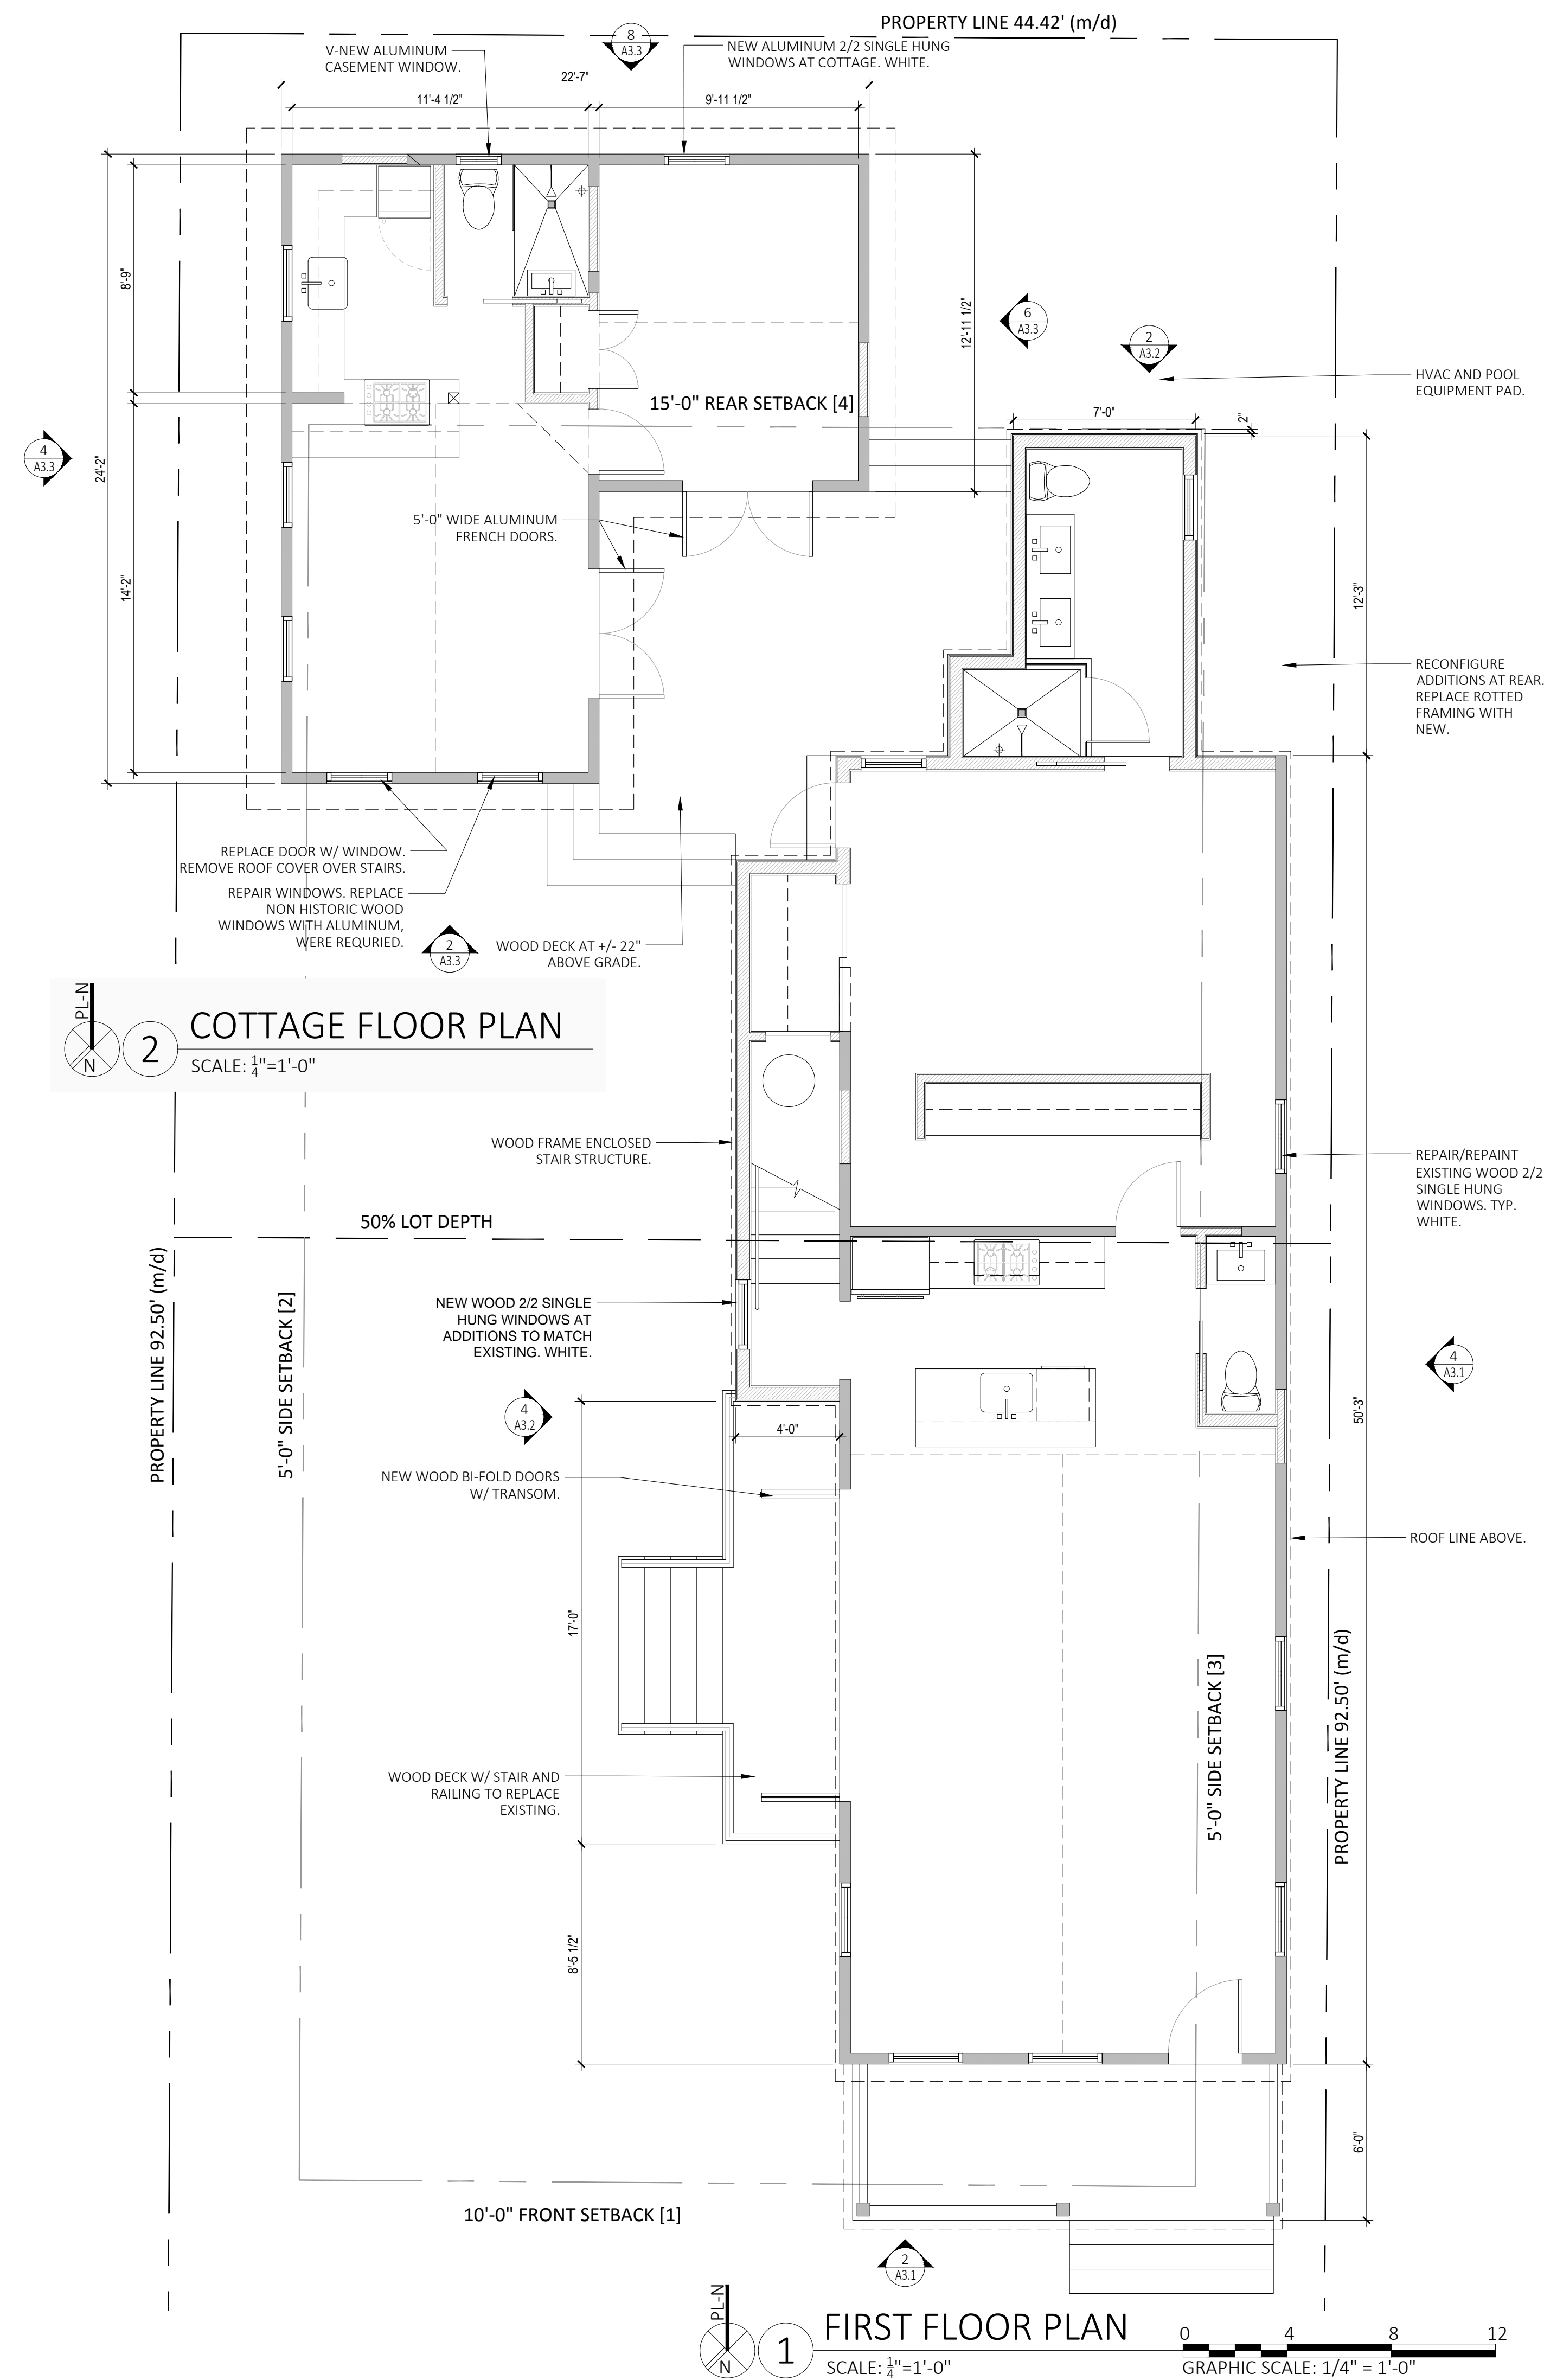 PROPERTY LINE 44.42' (m/d)
8
A3.3
V-NEW ALUMINUM
CASEMENT WINDOW.
NEW ALUMINUM 2/2 SINGLE HUNG
WINDOWS AT COTTAGE. WHITE.
22'-7"
11'-4 1/2"
9'-11 1/2"
8'-9"
24'-2"
14'-2"
12'-11 1/2"
6
A3.3
2
A3.2
HVAC AND POOL
EQUIPMENT PAD.
15'-0" REAR SETBACK [4]
7'-0"
2"
4
A3.3
5'-0" WIDE ALUMINUM
FRENCH DOORS.
12'-3"
RECONFIGURE
ADDITIONS AT REAR.
REPLACE ROTTED
FRAMING WITH
NEW.
REPLACE DOOR W/ WINDOW.
REMOVE ROOF COVER OVER STAIRS.
REPAIR WINDOWS. REPLACE
NON HISTORIC WOOD
WINDOWS WITH ALUMINUM,
WERE REQURIED.
2
A3.3
WOOD DECK AT +/- 22"
ABOVE GRADE.
PL-N
N
2
COTTAGE FLOOR PLAN
SCALE: 1/4"=1'-0"
WOOD FRAME ENCLOSED
STAIR STRUCTURE.
REPAIR/REPAINT
EXISTING WOOD 2/2
SINGLE HUNG
WINDOWS. TYP.
WHITE.
50% LOT DEPTH
PROPERTY LINE 92.50' (m/d)
5'-0" SIDE SETBACK [2]
NEW WOOD 2/2 SINGLE
HUNG WINDOWS AT
ADDITIONS TO MATCH
EXISTING. WHITE.
4
A3.1
4
A3.2
50'-3"
4'-0"
NEW WOOD BI-FOLD DOORS
W/ TRANSOM.
ROOF LINE ABOVE.
17'-0"
5'-0" SIDE SETBACK [3]
PROPERTY LINE 92.50' (m/d)
WOOD DECK W/ STAIR AND
RAILING TO REPLACE
EXISTING.
8'-5 1/2"
6'-0"
10'-0" FRONT SETBACK [1]
2
A3.1
PL-N
N
1
FIRST FLOOR PLAN
SCALE: 1/4"=1'-0"
0 4 8 12
GRAPHIC SCALE: 1/4" = 1'-0"